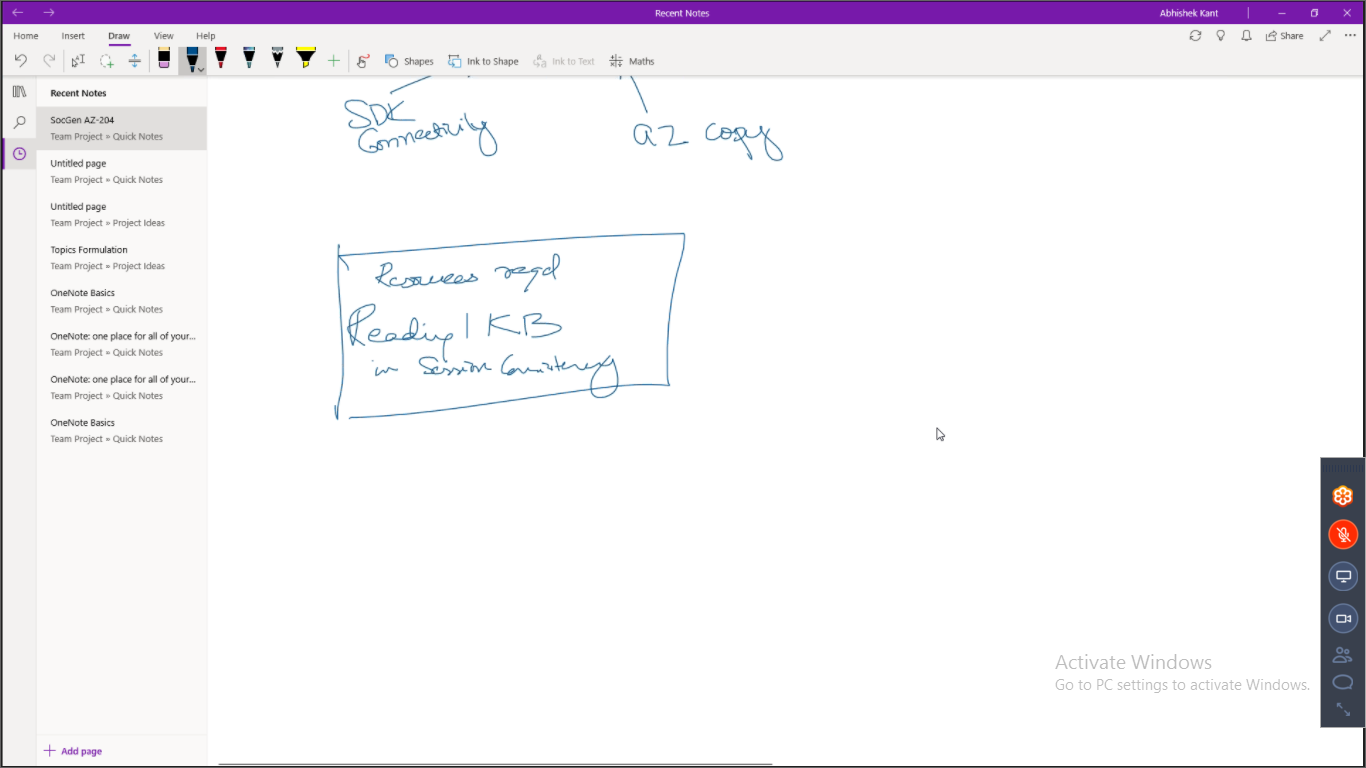 Recent Notes
Abhishek Kant
Home Insert Draw View Help
Share
Shapes Ink to Shape Ink to Text Maths
Recent Notes
SocGen AZ-204
Team Project » Quick Notes
Untitled page
Team Project » Quick Notes
Untitled page
Team Project » Project Ideas
Topics Formulation
Team Project » Project Ideas
OneNote Basics
Team Project » Quick Notes
OneNote: one place for all of your...
Team Project » Quick Notes
OneNote: one place for all of your...
Team Project » Quick Notes
OneNote Basics
Team Project » Quick Notes
Add page
SDK
Connectivity
az copy
Resources reqd
Reading 1 KB
in Session Consistency
Activate Windows
Go to PC settings to activate Windows.